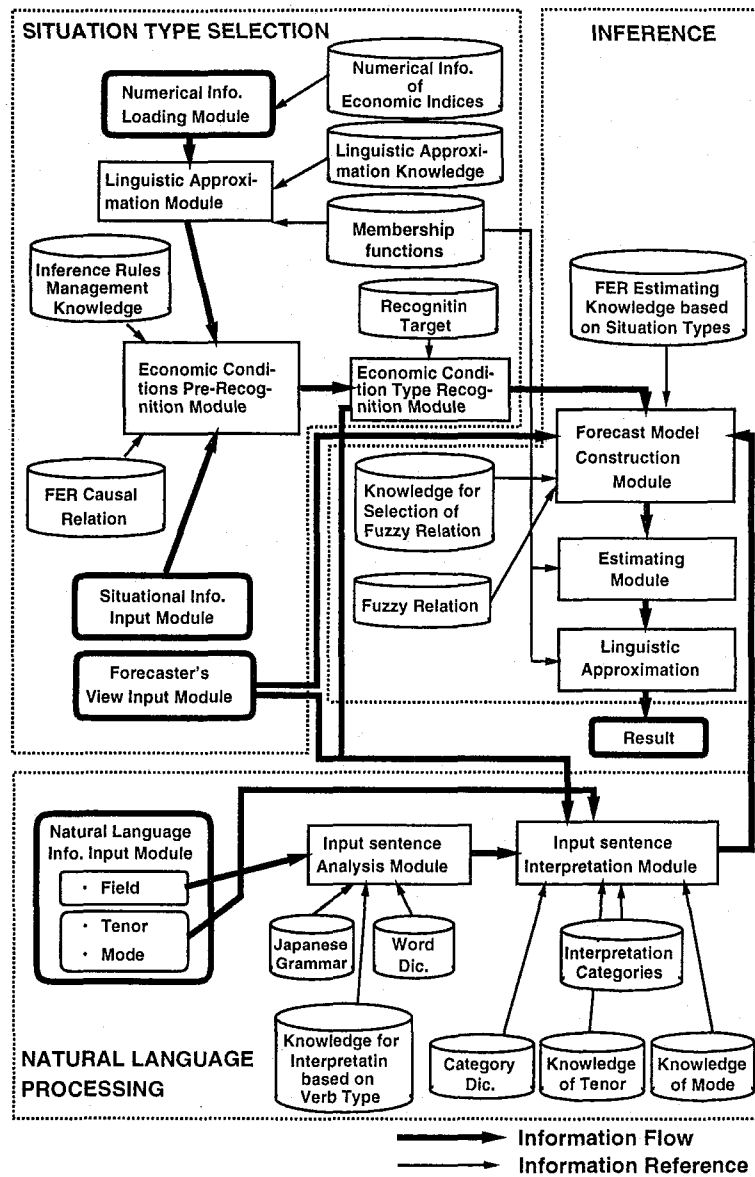 SITUATION TYPE SELECTION
INFERENCE
Numerical Info.
Loading Module
Numerical Info.
of
Economic Indices
Linguistic Approxi-
mation Module
Linguistic Approxi-
mation Knowledge
Membership
functions
Inference Rules
Management
Knowledge
Recognitin
Target
FER Estimating
Knowledge based
on Situation Types
Economic Condi-
tions Pre-Recog-
nition Module
Economic Condi-
tion Type Recog-
nition Module
FER Causal
Relation
Forecast Model
Construction
Module
Knowledge for
Selection of
Fuzzy Relation
Fuzzy Relation
Estimating
Module
Situational Info.
Input Module
Forecaster's
View Input Module
Linguistic
Approximation
Result
Natural Language
Info. Input Module
· Field
· Tenor
· Mode
Input sentence
Analysis Module
Input sentence
Interpretation Module
Japanese
Grammar
Word
Dic.
Interpretation
Categories
Knowledge for
Interpretatin
based on
Verb Type
Category
Dic.
Knowledge
of Tenor
Knowledge
of Mode
NATURAL LANGUAGE
PROCESSING
Information Flow
Information Reference